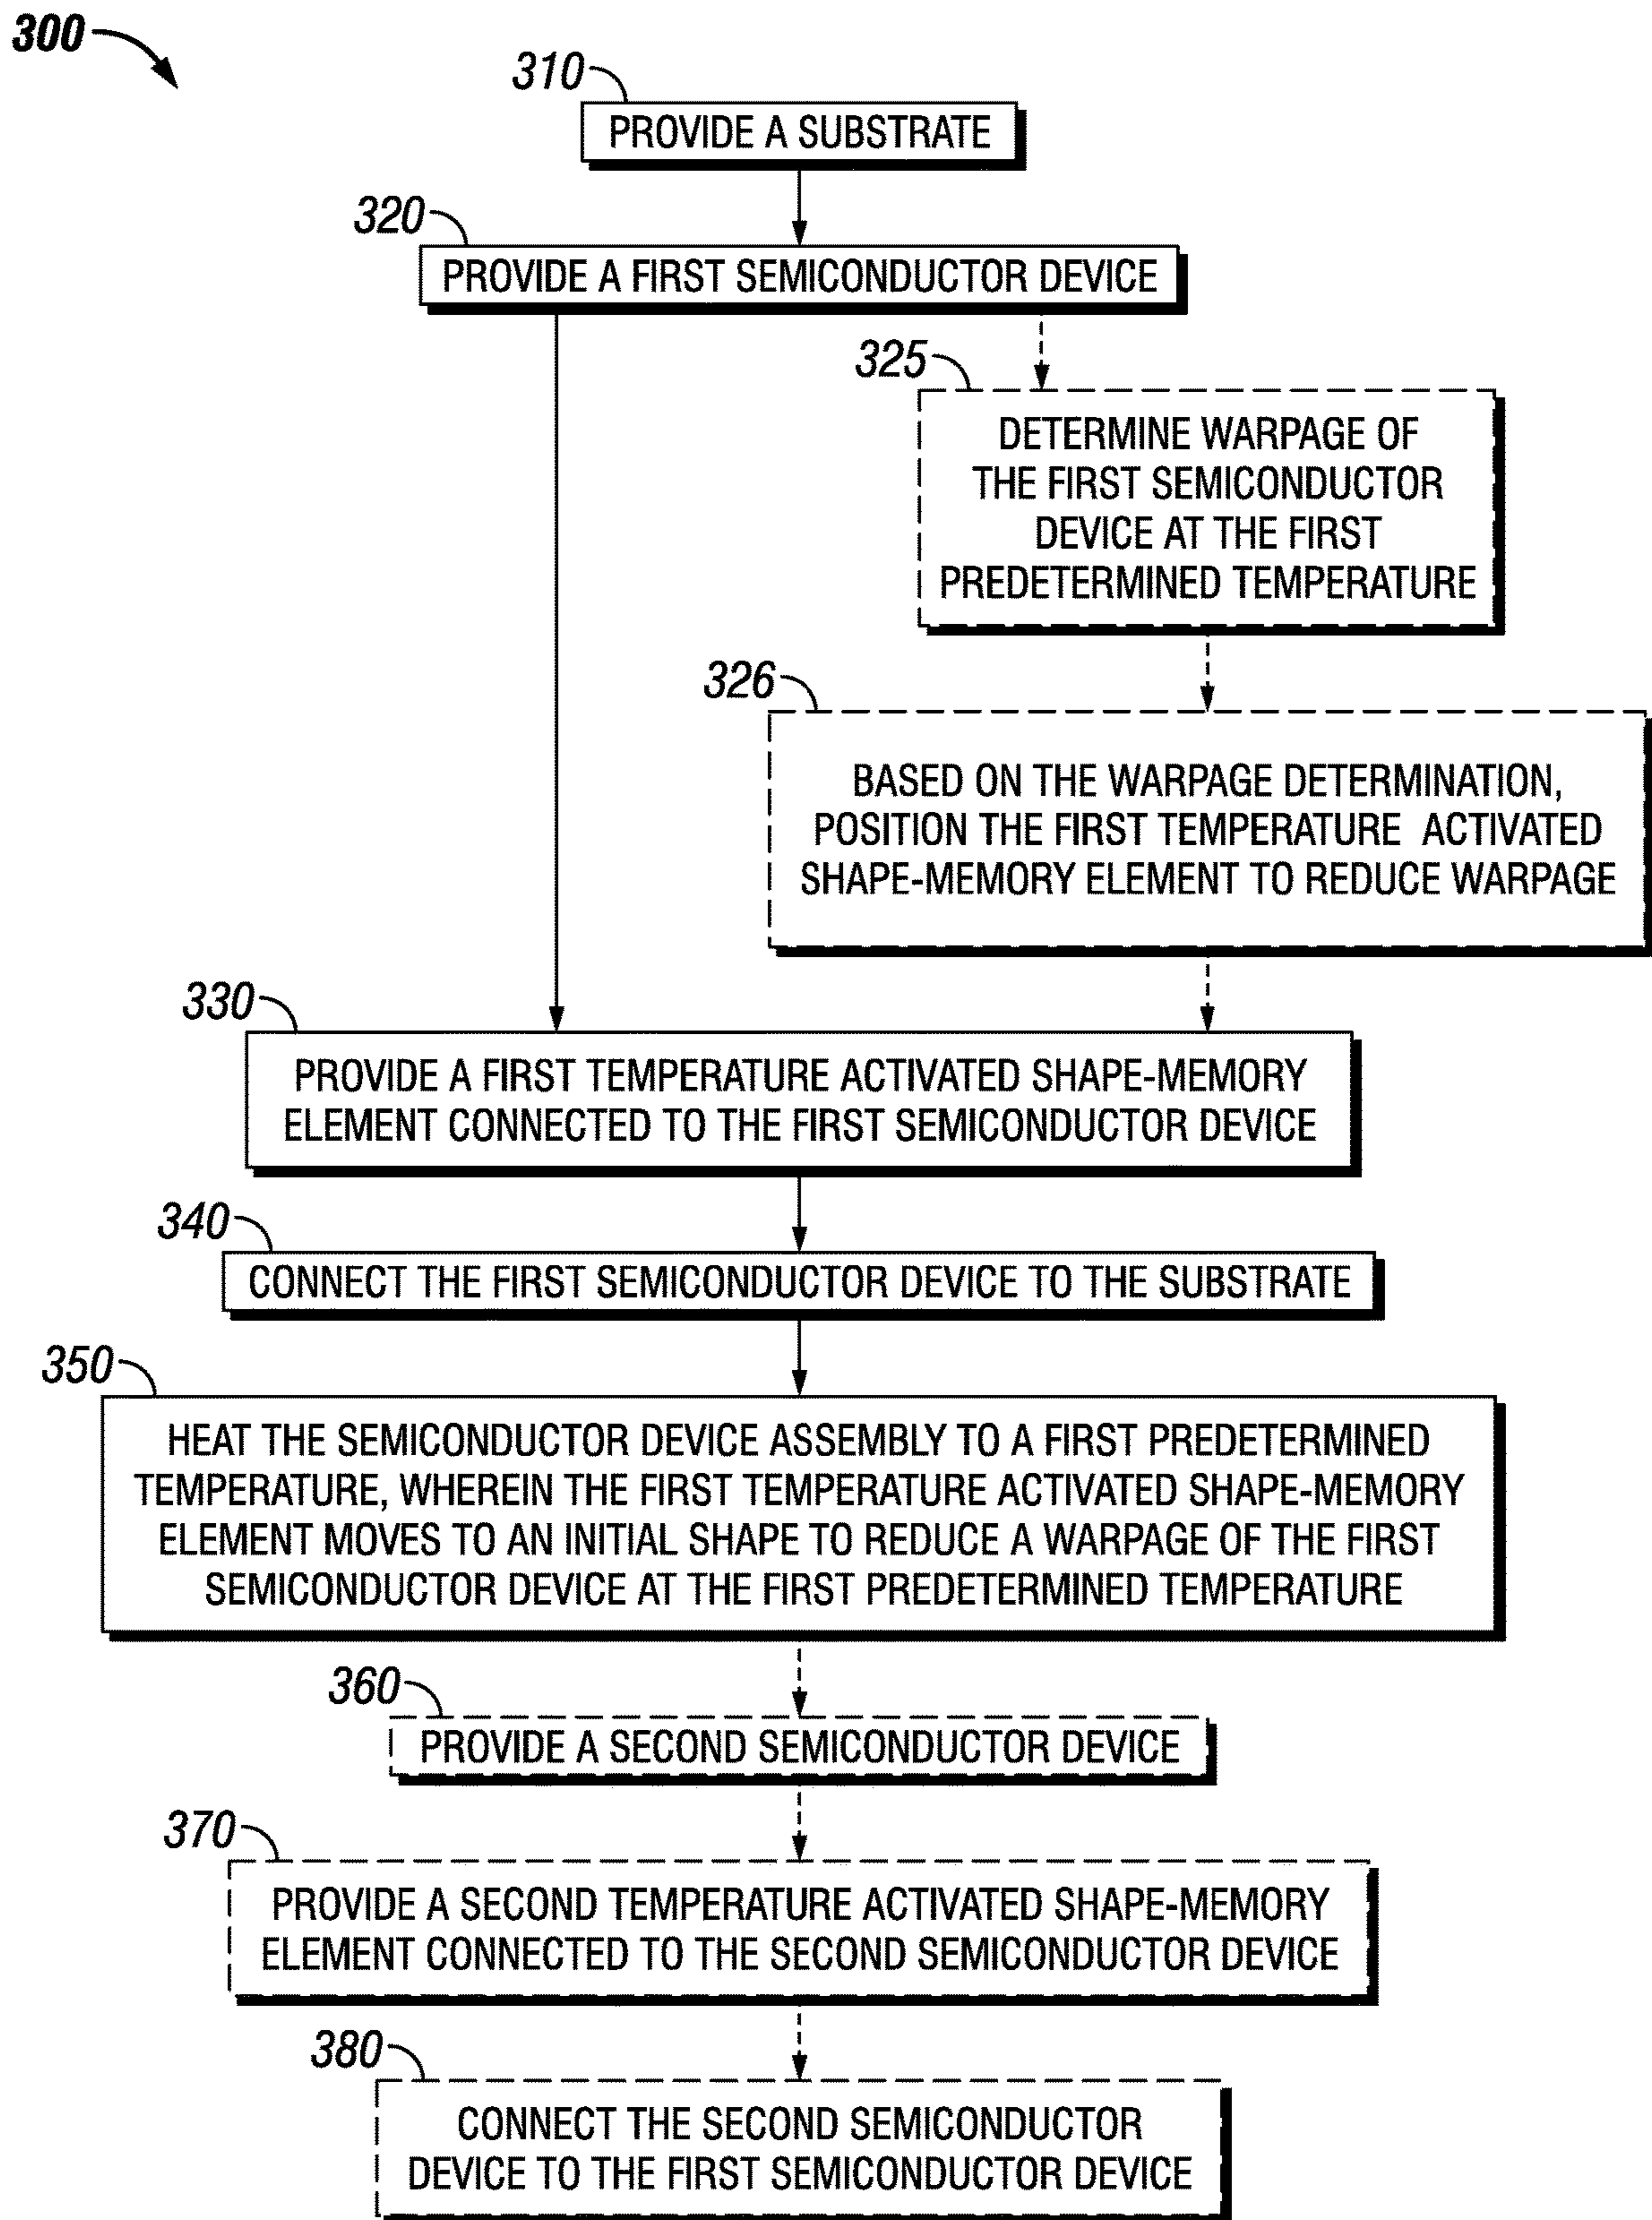 300
310
PROVIDE A SUBSTRATE
320
PROVIDE A FIRST SEMICONDUCTOR DEVICE
325
DETERMINE WARPAGE OF
THE FIRST SEMICONDUCTOR
DEVICE AT THE FIRST
PREDETERMINED TEMPERATURE
326
BASED ON THE WARPAGE DETERMINATION,
POSITION THE FIRST TEMPERATURE ACTIVATED
SHAPE-MEMORY ELEMENT TO REDUCE WARPAGE
330
PROVIDE A FIRST TEMPERATURE ACTIVATED SHAPE-MEMORY
ELEMENT CONNECTED TO THE FIRST SEMICONDUCTOR DEVICE
340
CONNECT THE FIRST SEMICONDUCTOR DEVICE TO THE SUBSTRATE
350
HEAT THE SEMICONDUCTOR DEVICE ASSEMBLY TO A FIRST PREDETERMINED
TEMPERATURE, WHEREIN THE FIRST TEMPERATURE ACTIVATED SHAPE-MEMORY
ELEMENT MOVES TO AN INITIAL SHAPE TO REDUCE A WARPAGE OF THE FIRST
SEMICONDUCTOR DEVICE AT THE FIRST PREDETERMINED TEMPERATURE
360
PROVIDE A SECOND SEMICONDUCTOR DEVICE
370
PROVIDE A SECOND TEMPERATURE ACTIVATED SHAPE-MEMORY
ELEMENT CONNECTED TO THE SECOND SEMICONDUCTOR DEVICE
380
CONNECT THE SECOND SEMICONDUCTOR
DEVICE TO THE FIRST SEMICONDUCTOR DEVICE